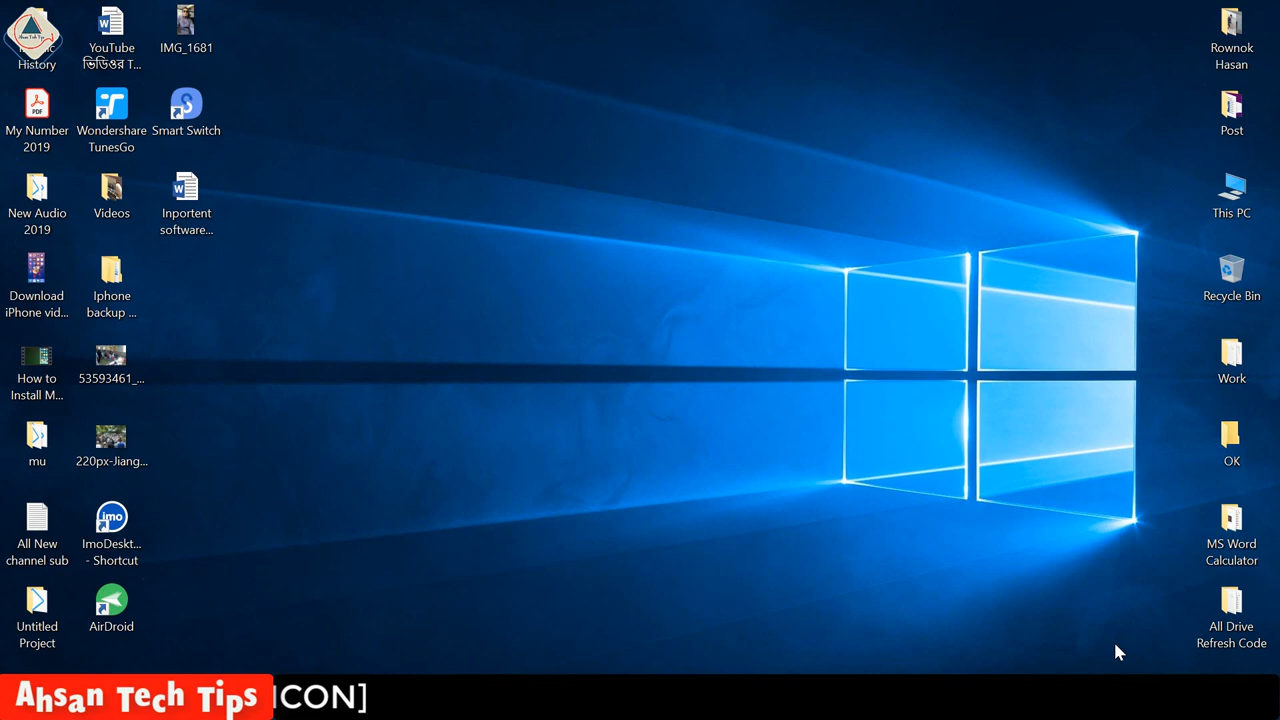 History
YouTube
ভিডিওর T...
IMG_1681
My Number
2019
Wondershare
TunesGo
Smart Switch
New Audio
2019
Videos
Inportent
software...
Download
iPhone vid...
Iphone
backup ...
How to
Install M...
53593461_...
mu
220px-Jiang...
All New
channel sub
imo
ImoDeskt...
- Shortcut
Untitled
Project
AirDroid
Rownok
Hasan
Post
This PC
Recycle Bin
Work
OK
MS Word
Calculator
All Drive
Refresh Code
Ahsan Tech Tips
ICON]